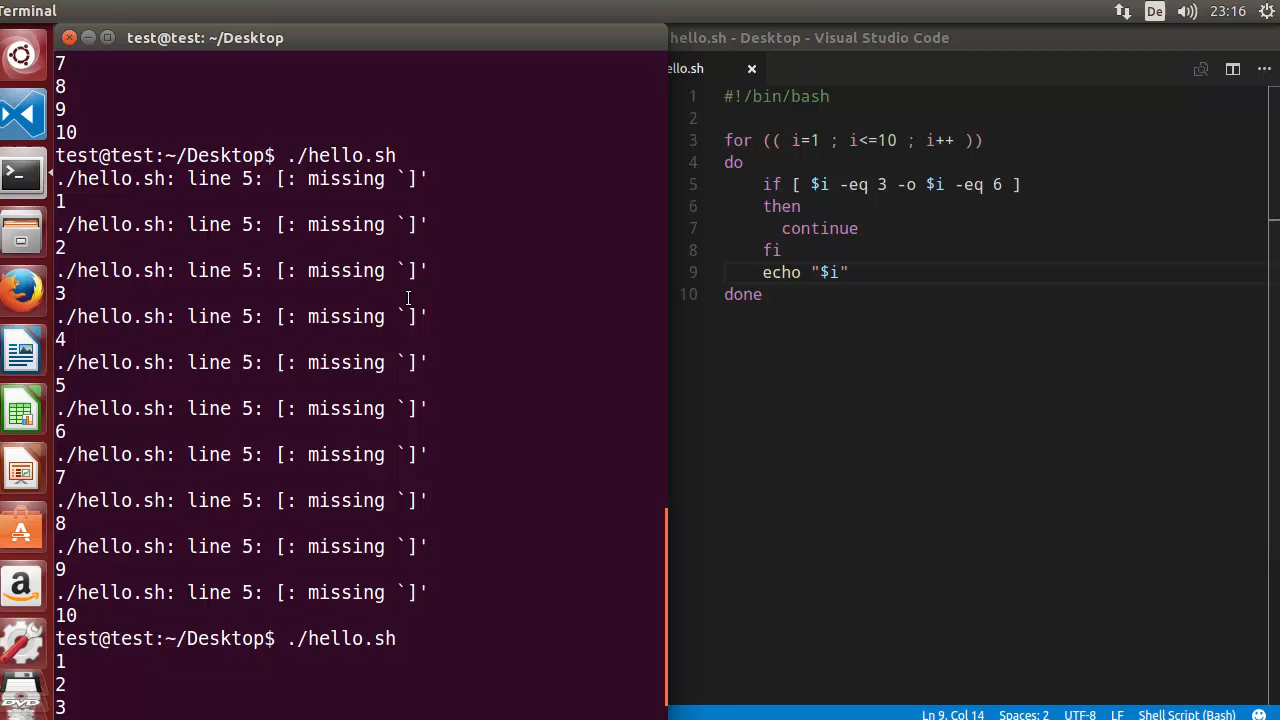 Terminal
De
23:16
test@test: ~/Desktop
7
8
9
10
test@test:~/Desktop$ ./hello.sh
./hello.sh: line 5: [: missing `]'
1
./hello.sh: line 5: [: missing `]'
2
./hello.sh: line 5: [: missing `]'
3
./hello.sh: line 5: [: missing `]'
4
./hello.sh: line 5: [: missing `]'
5
./hello.sh: line 5: [: missing `]'
6
./hello.sh: line 5: [: missing `]'
7
./hello.sh: line 5: [: missing `]'
8
./hello.sh: line 5: [: missing `]'
9
./hello.sh: line 5: [: missing `]'
10
test@test:~/Desktop$ ./hello.sh
1
2
3
hello.sh - Desktop - Visual Studio Code
ello.sh
1 #!/bin/bash
2
3 for (( i=1 ; i<=10 ; i++ ))
4 do
5 if [ $i -eq 3 -o $i -eq 6 ]
6 then
7 continue
8 fi
9 echo "$i"
10 done
Ln 9, Col 14 Spaces: 2 UTF-8 LF Shell Script (Bash)